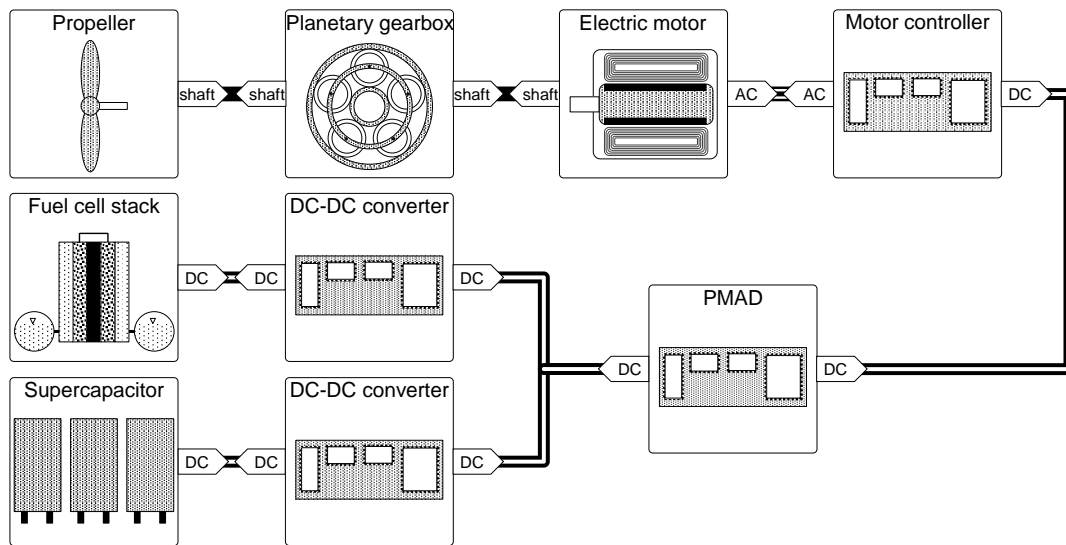 Propeller
Planetary gearbox
Electric motor
Motor controller
shaft
shaft
shaft
shaft
AC
AC
DC
Fuel cell stack
DC-DC converter
DC
DC
DC
PMAD
DC
DC
Supercapacitor
DC-DC converter
DC
DC
DC